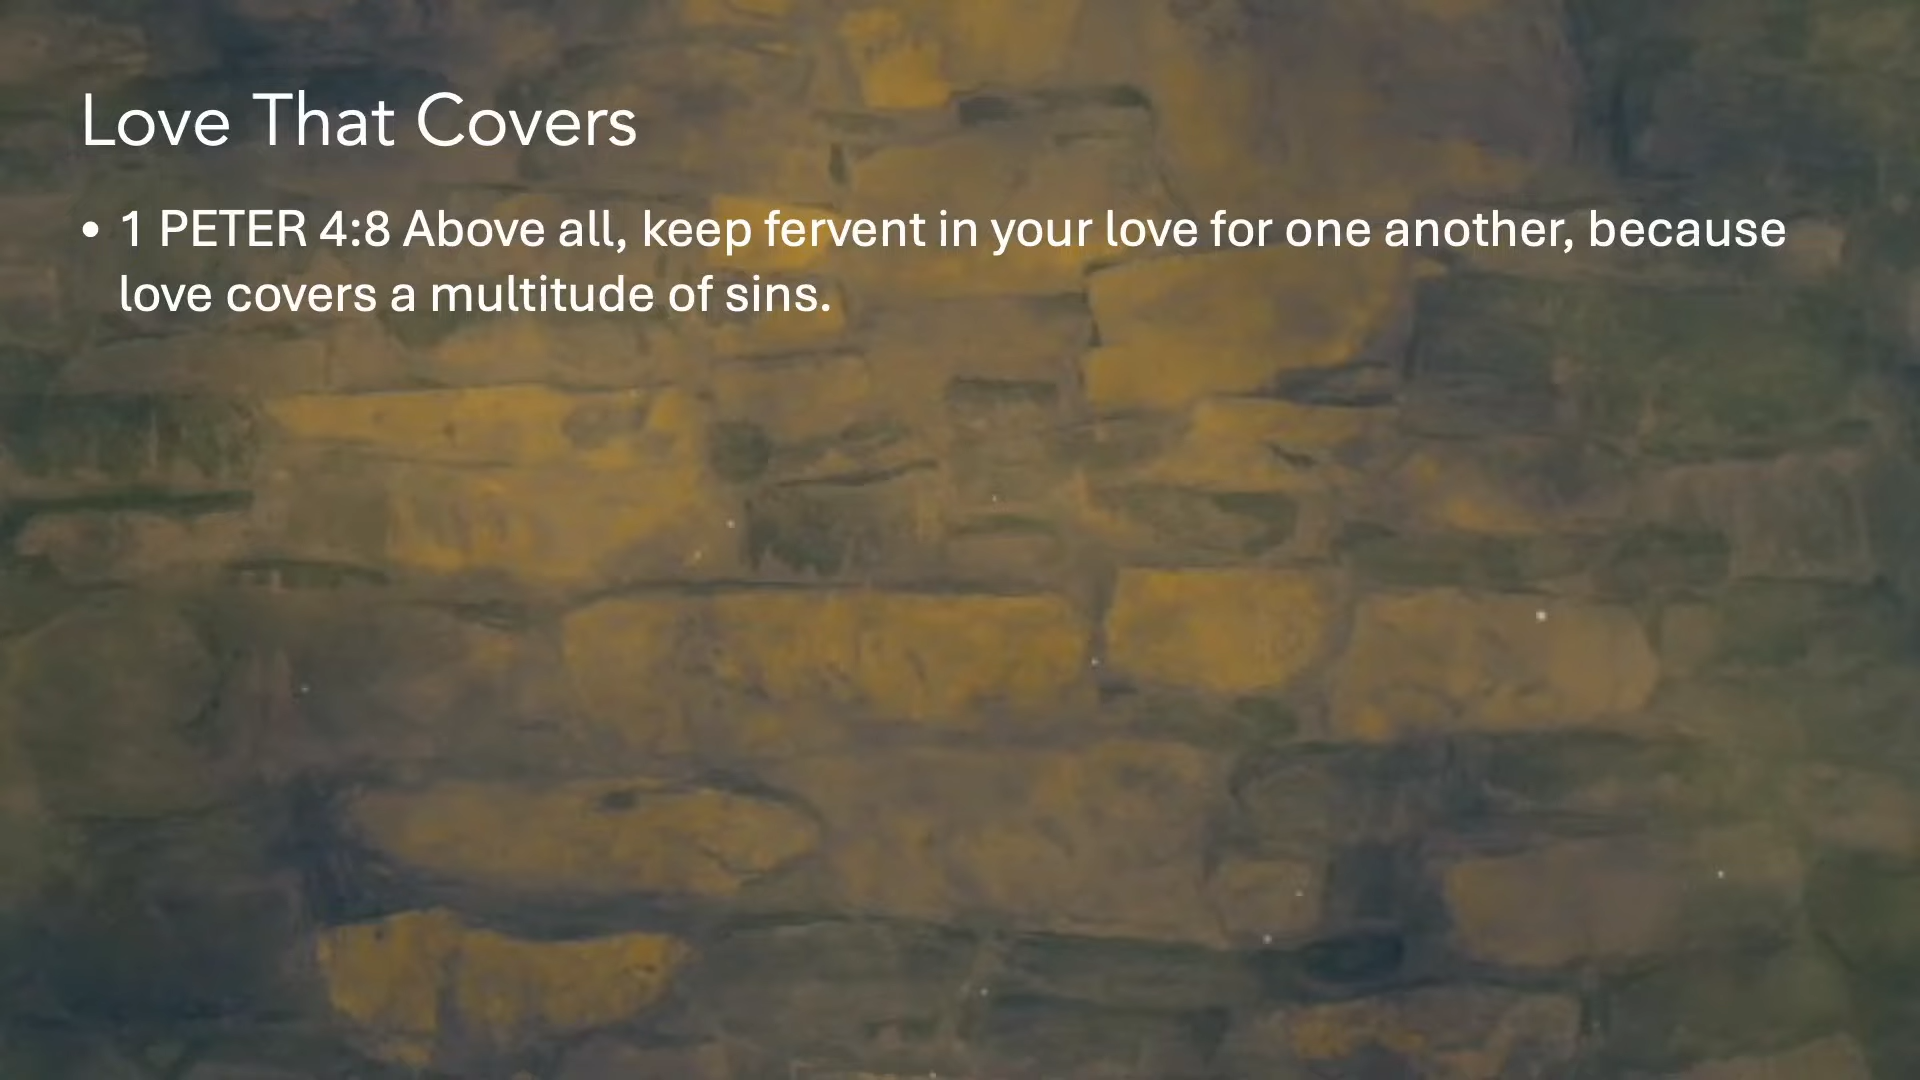 Love That Covers
• 1 PETER 4:8 Above all, keep fervent in your love for one another, because
love covers a multitude of sins.